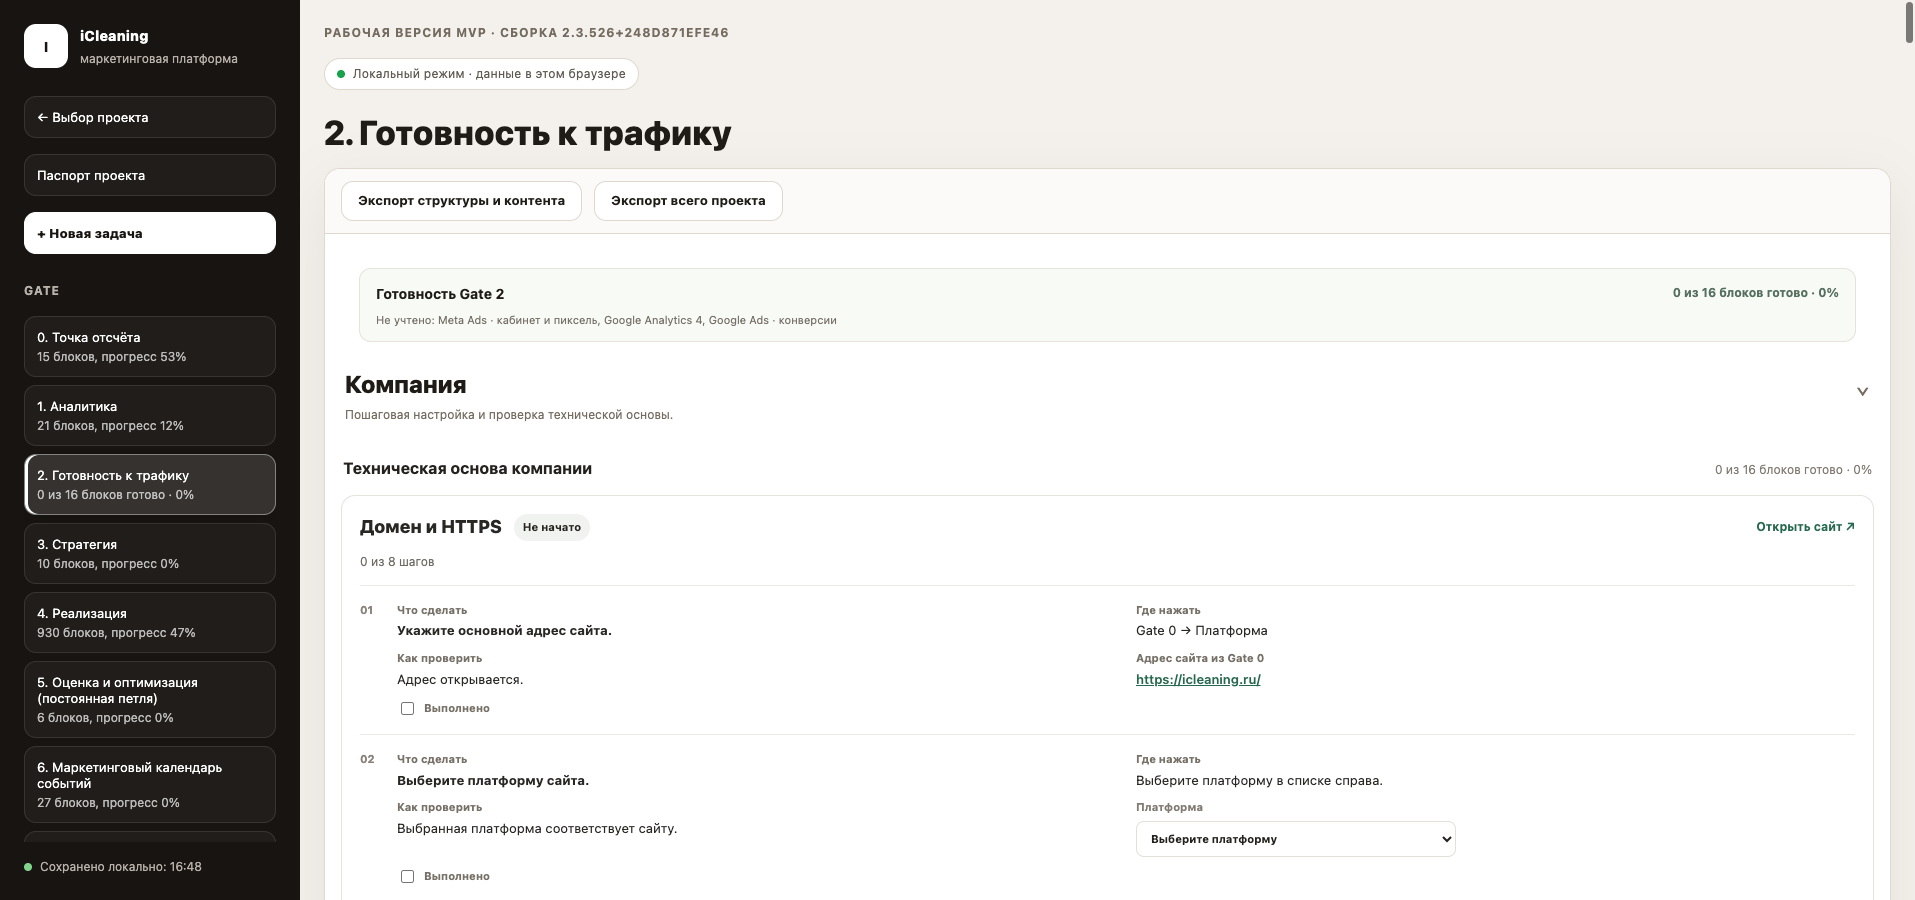 I
iCleaning
маркетинговая платформа
← Выбор проекта
Паспорт проекта
+ Новая задача
GATE
0. Точка отсчёта
15 блоков, прогресс 53%
1. Аналитика
21 блоков, прогресс 12%
2. Готовность к трафику
0 из 16 блоков готово · 0%
3. Стратегия
10 блоков, прогресс 0%
4. Реализация
930 блоков, прогресс 47%
5. Оценка и оптимизация
(постоянная петля)
6 блоков, прогресс 0%
6. Маркетинговый календарь
событий
27 блоков, прогресс 0%
Сохранено локально: 16:48
РАБОЧАЯ ВЕРСИЯ MVP · СБОРКА 2.3.526+248D871EFE46
Локальный режим · данные в этом браузере
2. Готовность к трафику
Экспорт структуры и контента
Экспорт всего проекта
Готовность Gate 2
0 из 16 блоков готово · 0%
Не учтено: Meta Ads · кабинет и пиксель, Google Analytics 4, Google Ads · конверсии
Компания
Пошаговая настройка и проверка технической основы.
Техническая основа компании
0 из 16 блоков готово · 0%
Домен и HTTPS
Не начато
Открыть сайт ↗
0 из 8 шагов
01
Что сделать
Укажите основной адрес сайта.
Как проверить
Адрес открывается.
Выполнено
Где нажать
Gate 0 → Платформа
Адрес сайта из Gate 0
https://icleaning.ru/
02
Что сделать
Выберите платформу сайта.
Как проверить
Выбранная платформа соответствует сайту.
Выполнено
Где нажать
Выберите платформу в списке справа.
Платформа
Выберите платформу